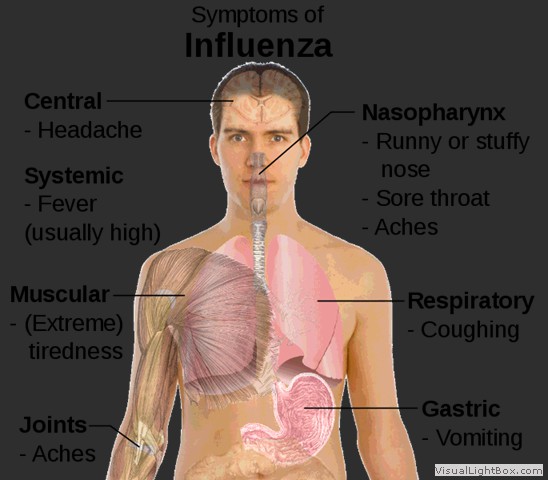 Symptoms of
Influenza
Central
- Headache
Systemic
- Fever
(usually high)
Muscular
- (Extreme)
tiredness
Joints
- Aches
Nasopharynx
- Runny or stuffy
nose
- Sore throat
- Aches
Respiratory
- Coughing
Gastric
- Vomiting
VisualLightBox.com